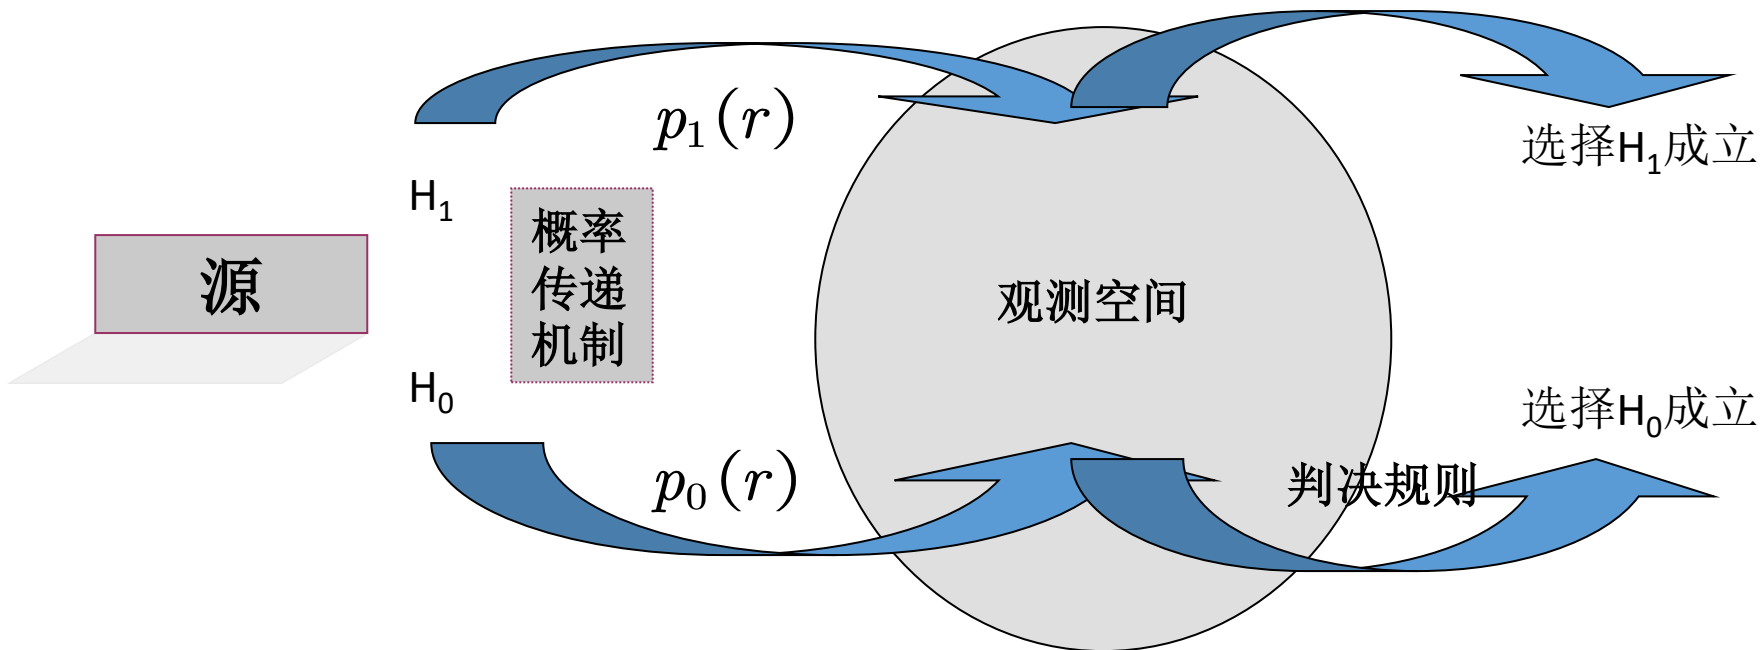 源
H₁
H₀
概率
传递
机制
p₁(r)
p₀(r)
观测空间
判决规则
选择H₁成立
选择H₀成立